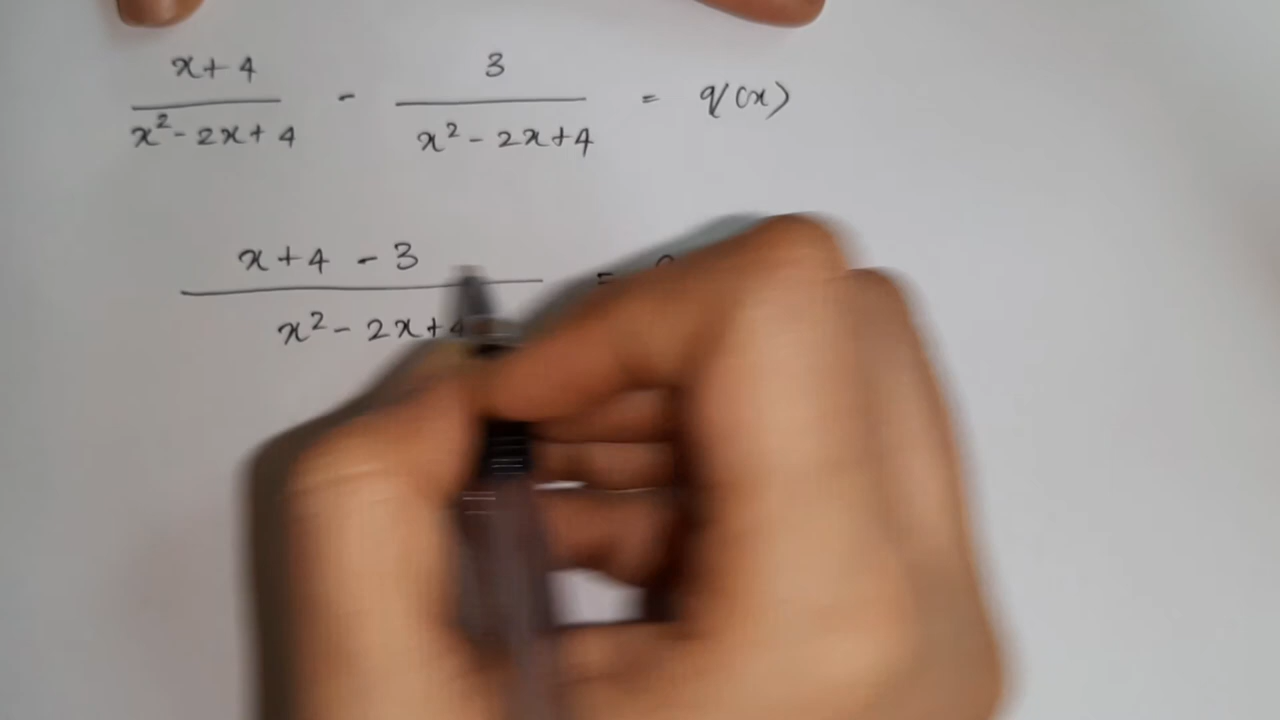 x+4 / x²-2x+4 - 3 / x²-2x+4 = q(x)
x+4 -3 / x²-2x+4 =